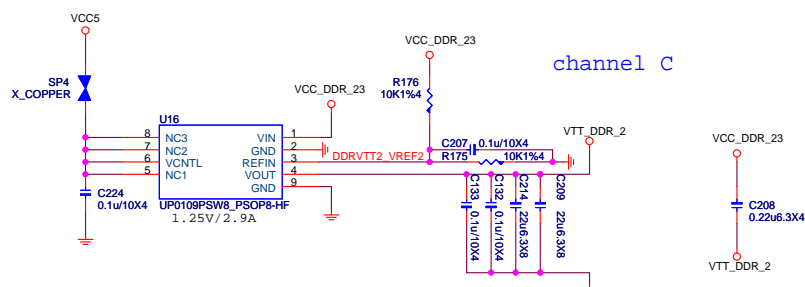 VCC5
VCC_DDR_23
channel C
SP4
X_COPPER
VCC_DDR_23
R176
10K1%4
VTT_DDR_2
VCC_DDR_23
U16
8 NC3 VIN 1
7 NC2 GND 2
6 VCNTL REFIN 3
5 NC1 VOUT 4
GND 9
DDRVTT2_VREF2
C207 0.1u/10X4
R175 10K1%4
C224
0.1u/10X4
UP0109PSW8_PSOP8-HF
1.25V/2.9A
C133 0.1u/10X4
C132 0.1u/10X4
C214 22u6.3X8
C209 22u6.3X8
C208
0.22u6.3X4
VTT_DDR_2